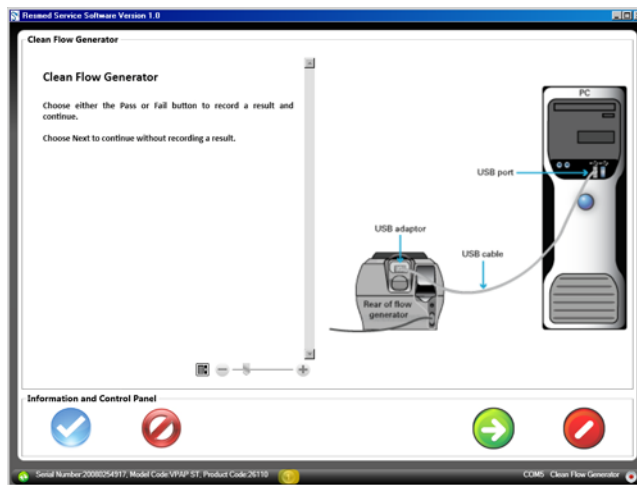 Resmed Service Software Version 1.0
Clean Flow Generator
Clean Flow Generator
Choose either the Pass or Fail button to record a result and
continue.
Choose Next to continue without recording a result.
PC
USB port
USB adaptor
USB cable
Rear of flow
generator
Information and Control Panel
Serial Number:20080254917, Model Code:VPAP ST, Product Code:26110
COM5 Clean Flow Generator